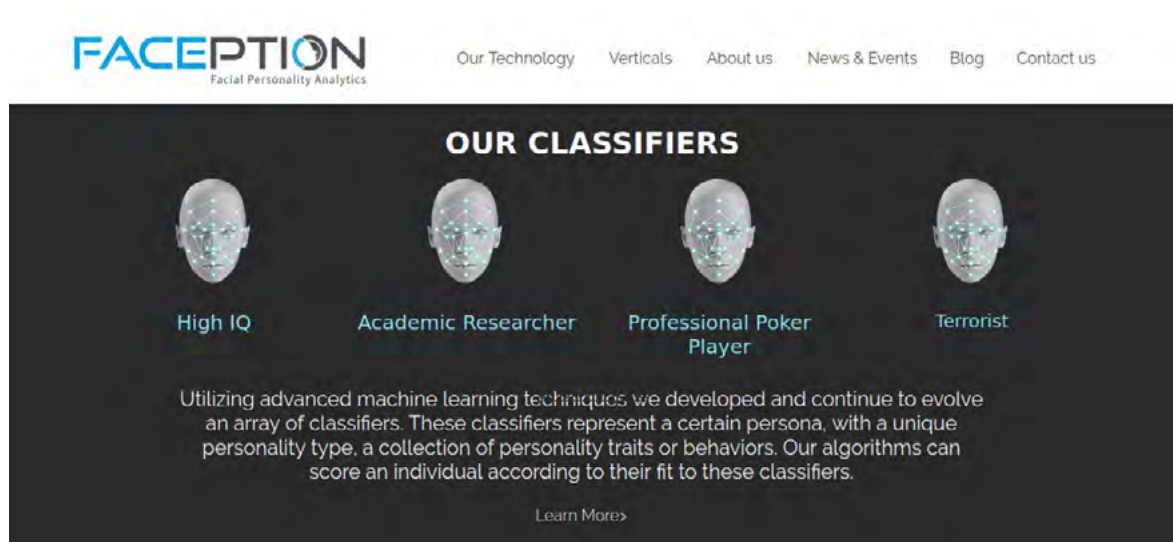 FACEPTION
Facial Personality Analytics
Our Technology Verticals About us News & Events Blog Contact us
OUR CLASSIFIERS
High IQ Academic Researcher Professional Poker Player Terrorist
Utilizing advanced machine learning techniques we developed and continue to evolve
an array of classifiers. These classifiers represent a certain persona, with a unique
personality type, a collection of personality traits or behaviors. Our algorithms can
score an individual according to their fit to these classifiers.
Learn More>